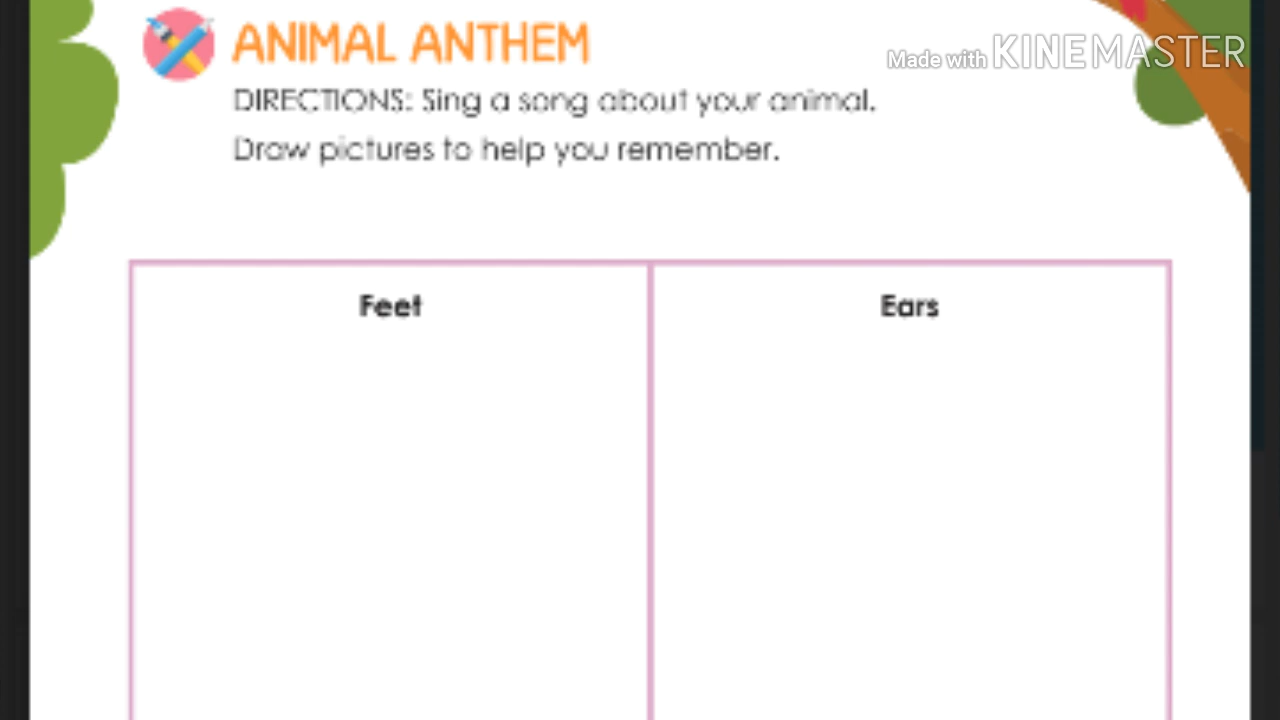 ANIMAL ANTHEM
Made with KINEMASTER
DIRECTIONS: Sing a song about your animal.
Draw pictures to help you remember.
Feet
Ears